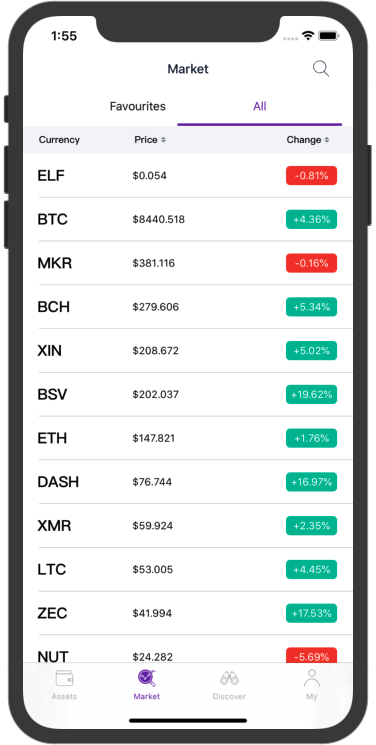 1:55
Market
Favourites All
Currency Price Change
ELF $0.054 -0.81%
BTC $8440.518 +4.36%
MKR $381.116 -0.16%
BCH $279.606 +5.34%
XIN $208.672 +5.02%
BSV $202.037 +19.62%
ETH $147.821 +1.76%
DASH $76.744 +16.97%
XMR $59.924 +2.35%
LTC $53.005 +4.45%
ZEC $41.994 +17.53%
NUT $24.282 -5.69%
Assets Market Discover My